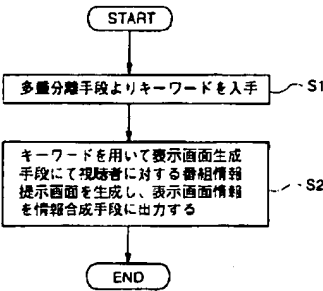 START
多重分離手段よりキーワードを入手
S1
キーワードを用いて表示画面生成
手段にて視聴者に対する番組情報
提示画面を生成し、表示画面情報
を情報合成手段に出力する
S2
END